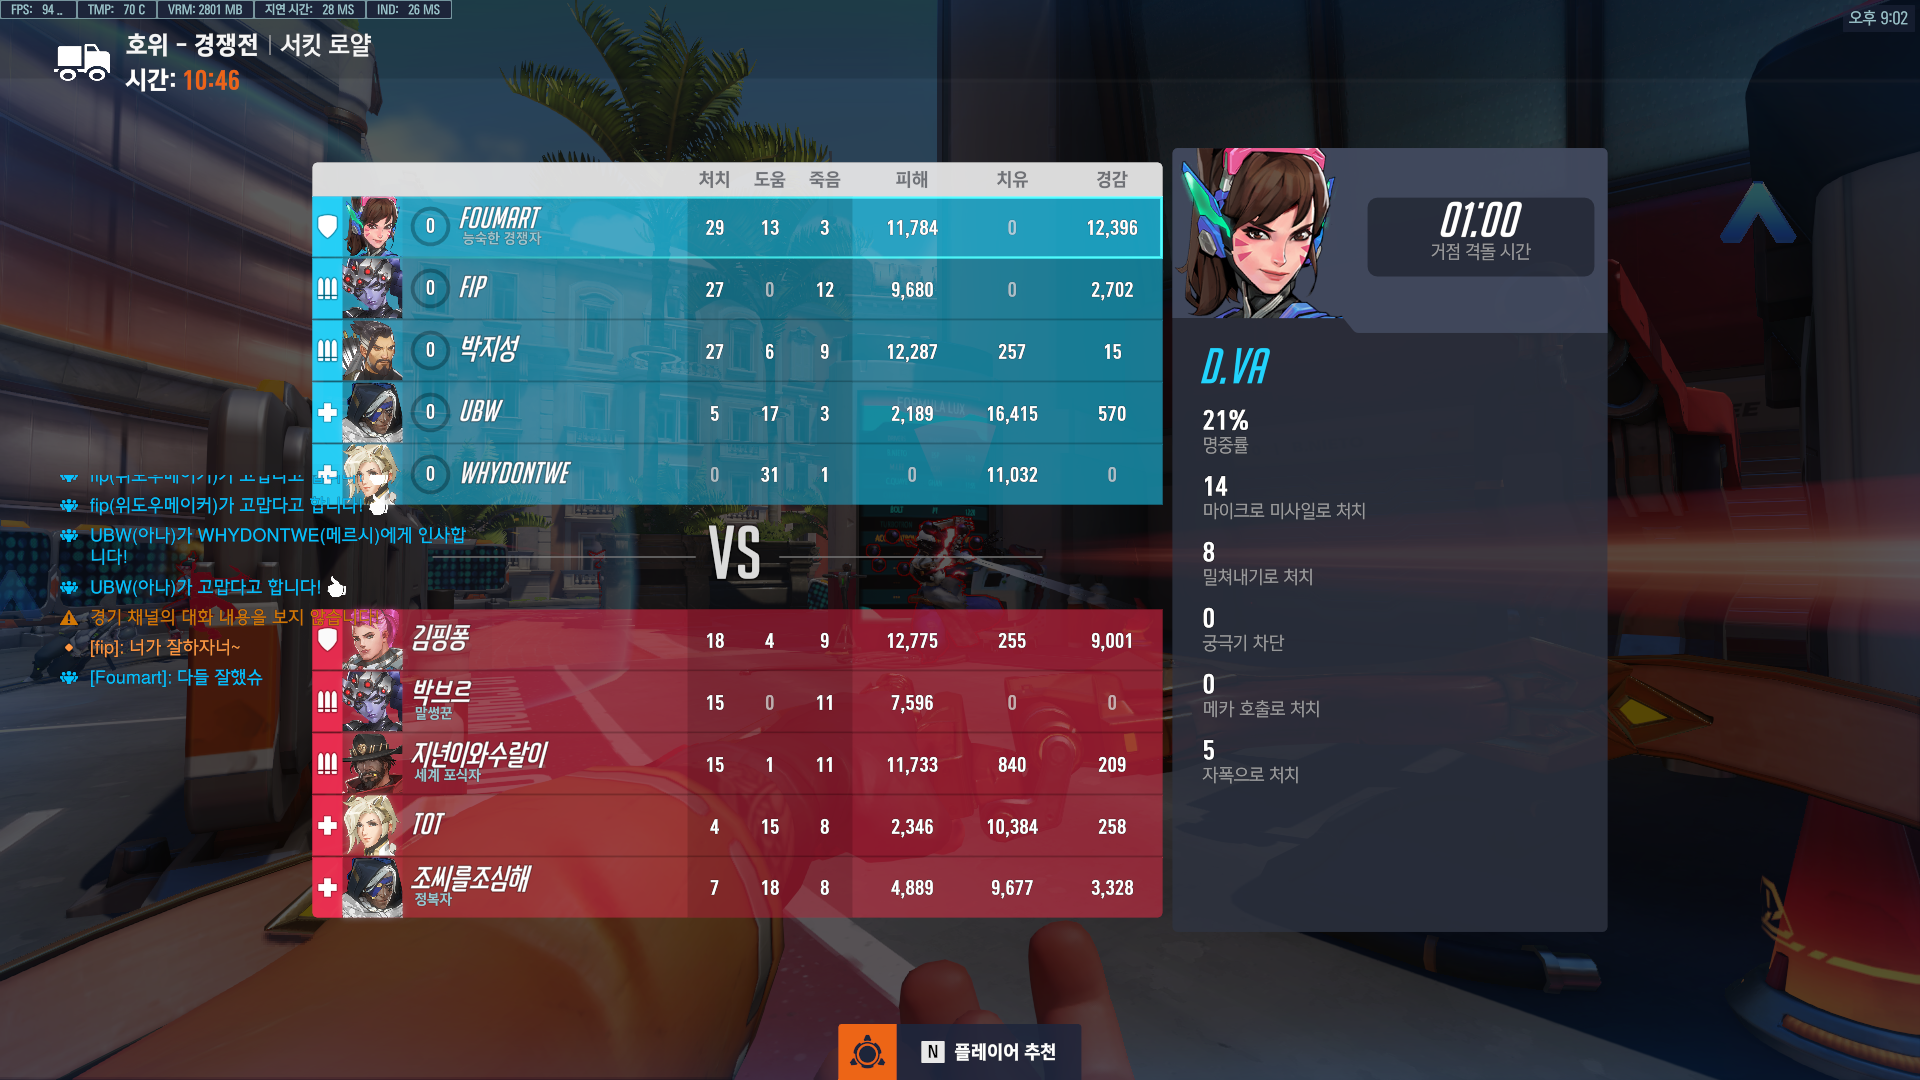 FPS: 94 .. TMP: 70 C VRM: 2801 MB 지연 시간: 28 MS IND: 26 MS
오후 9:02
호위 - 경쟁전 | 서킷 로얄
시간: 10:46
처치 도움 죽음 피해 치유 경감
0 FOUMART 29 13 3 11,784 0 12,396
능숙한 경쟁자
0 FIP 27 0 12 9,680 0 2,702
0 박지성 27 6 9 12,287 257 15
0 UBW 5 17 3 2,189 16,415 570
0 WHYDONTWE 0 31 1 0 11,032 0
VS
김핑퐁 18 4 9 12,775 255 9,001
박브르 15 0 11 7,596 0 0
말썽꾼
지년이와수랄이 15 1 11 11,733 840 209
세계 포식자
TOT 4 15 8 2,346 10,384 258
조씨를조심해 7 18 8 4,889 9,677 3,328
정복자
fip(위도우메이커)가 고맙다고 합니다!
fip(위도우메이커)가 고맙다고 합니다!
UBW(아나)가 WHYDONTWE(메르시)에게 인사합
니다!
UBW(아나)가 고맙다고 합니다!
경기 채널의 대화 내용을 보지 않습니다.
[fip]: 너가 잘하자너~
[Foumart]: 다들 잘했슈
01:00
거점 격돌 시간
D.VA
21%
명중률
14
마이크로 미사일로 처치
8
밀쳐내기로 처치
0
궁극기 차단
0
메카 호출로 처치
5
자폭으로 처치
N 플레이어 추천